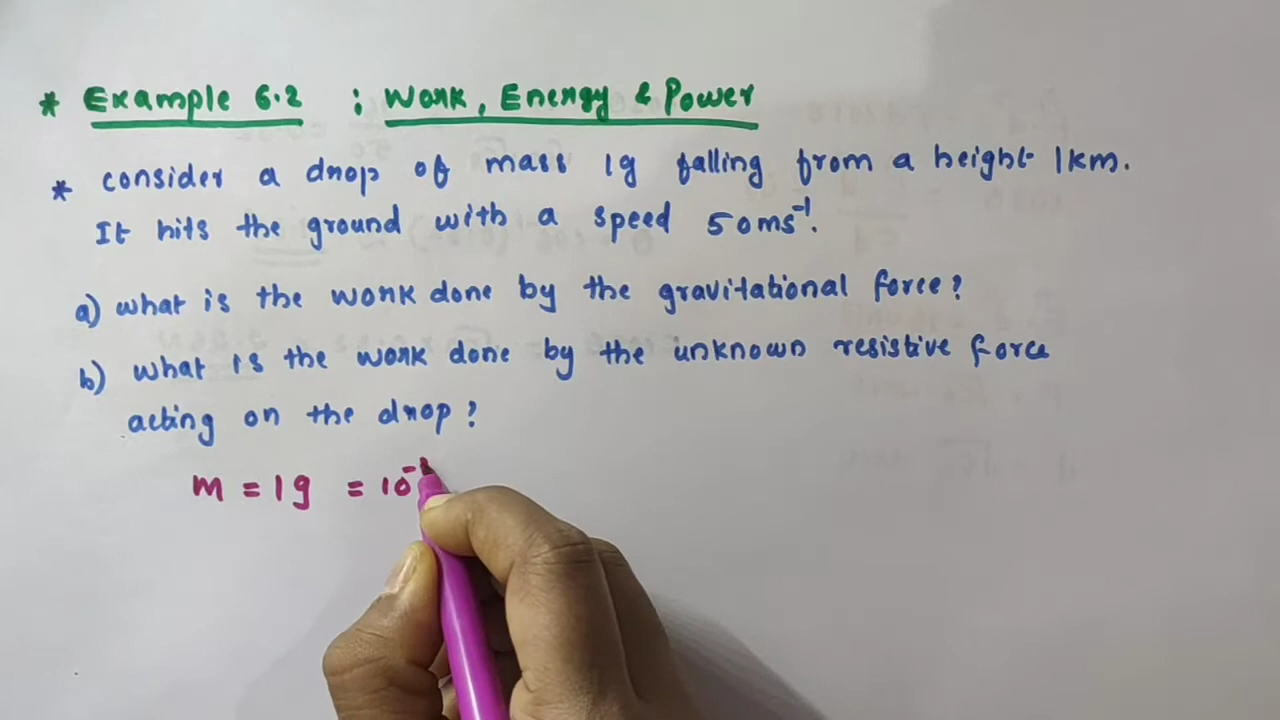 * Example 6.2 : Work, Energy & Power
* consider a drop of mass 1g falling from a height 1km.
It hits the ground with a speed 50ms⁻¹.
a) what is the work done by the gravitational force?
b) what is the work done by the unknown resistive force
acting on the drop?
m = 1g = 10⁻